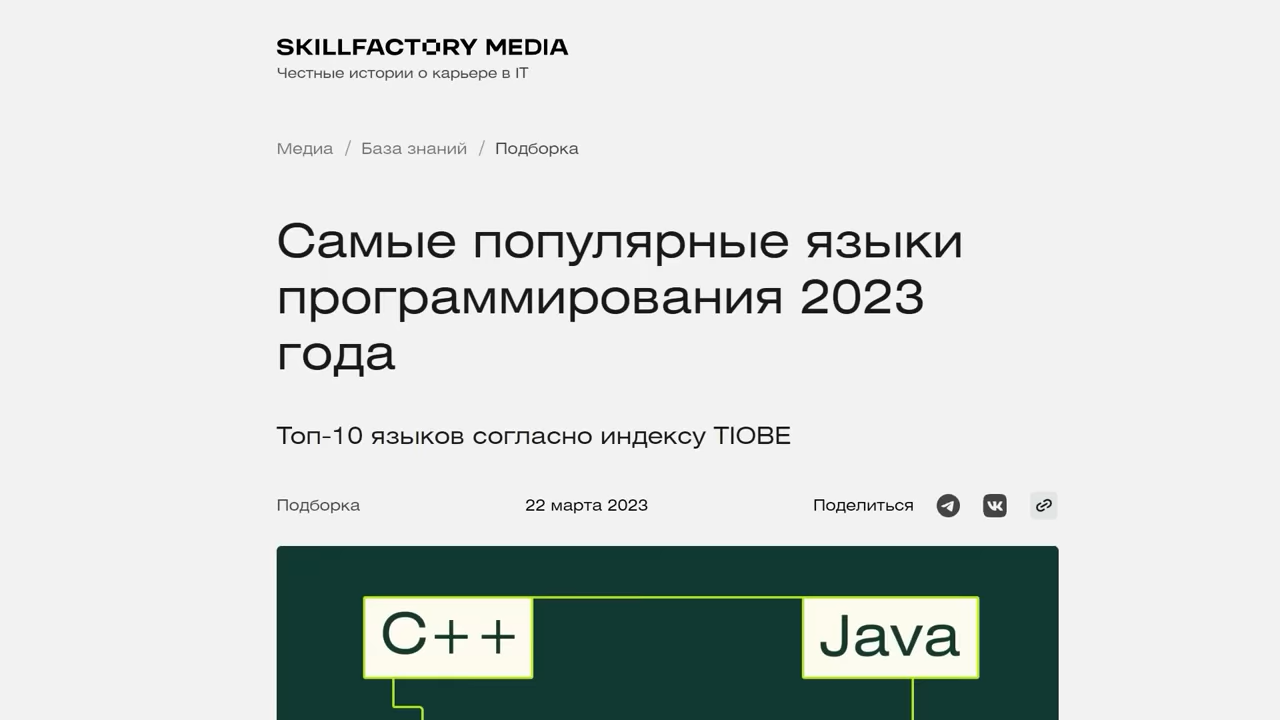 SKILLFACTORY MEDIA
Честные истории о карьере в IT
Медиа / База знаний / Подборка
Самые популярные языки
программирования 2023
года
Топ-10 языков согласно индексу TIOBE
Подборка 22 марта 2023 Поделиться
C++ Java